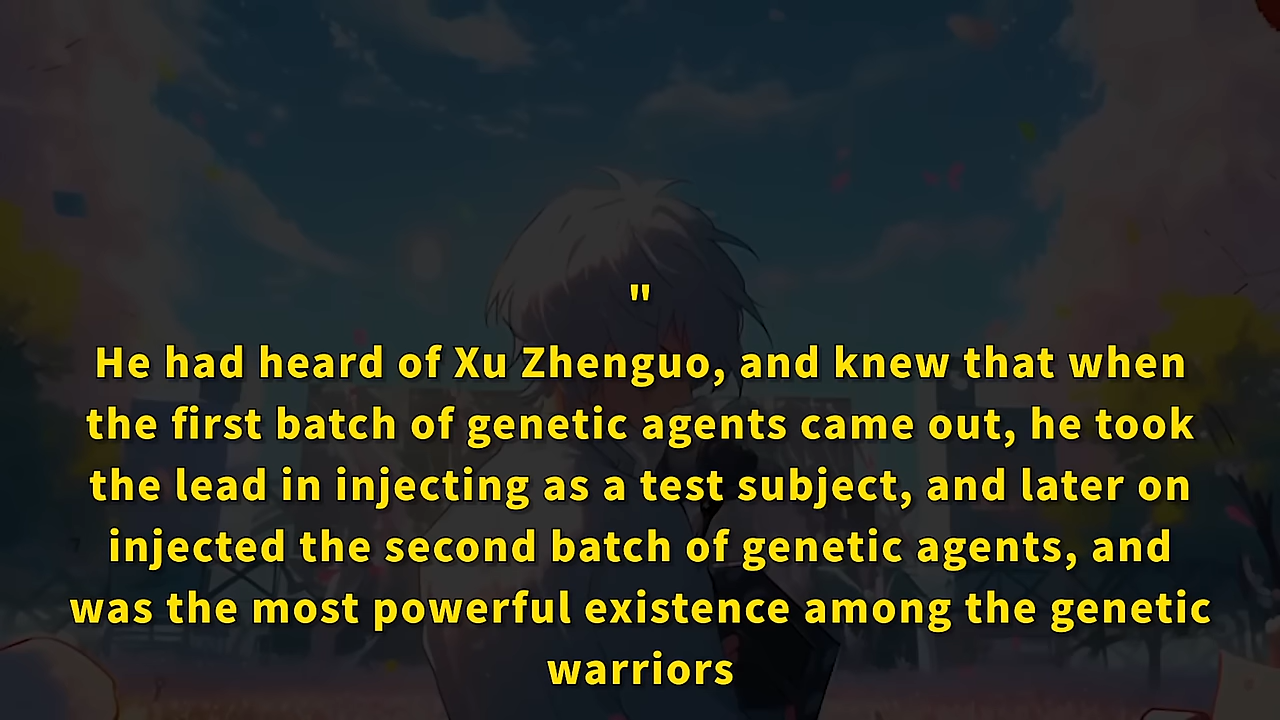 "
He had heard of Xu Zhenguo, and knew that when
the first batch of genetic agents came out, he took
the lead in injecting as a test subject, and later on
injected the second batch of genetic agents, and
was the most powerful existence among the genetic
warriors